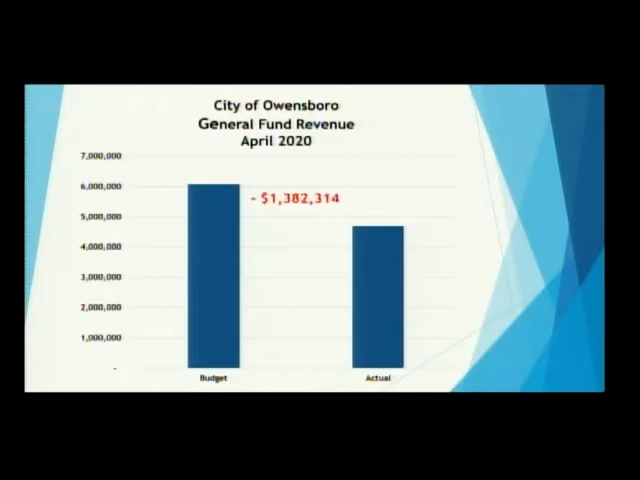 City of Owensboro
General Fund Revenue
April 2020
7,000,000
6,000,000
- $1,382,314
5,000,000
4,000,000
3,000,000
2,000,000
1,000,000
-
Budget
Actual